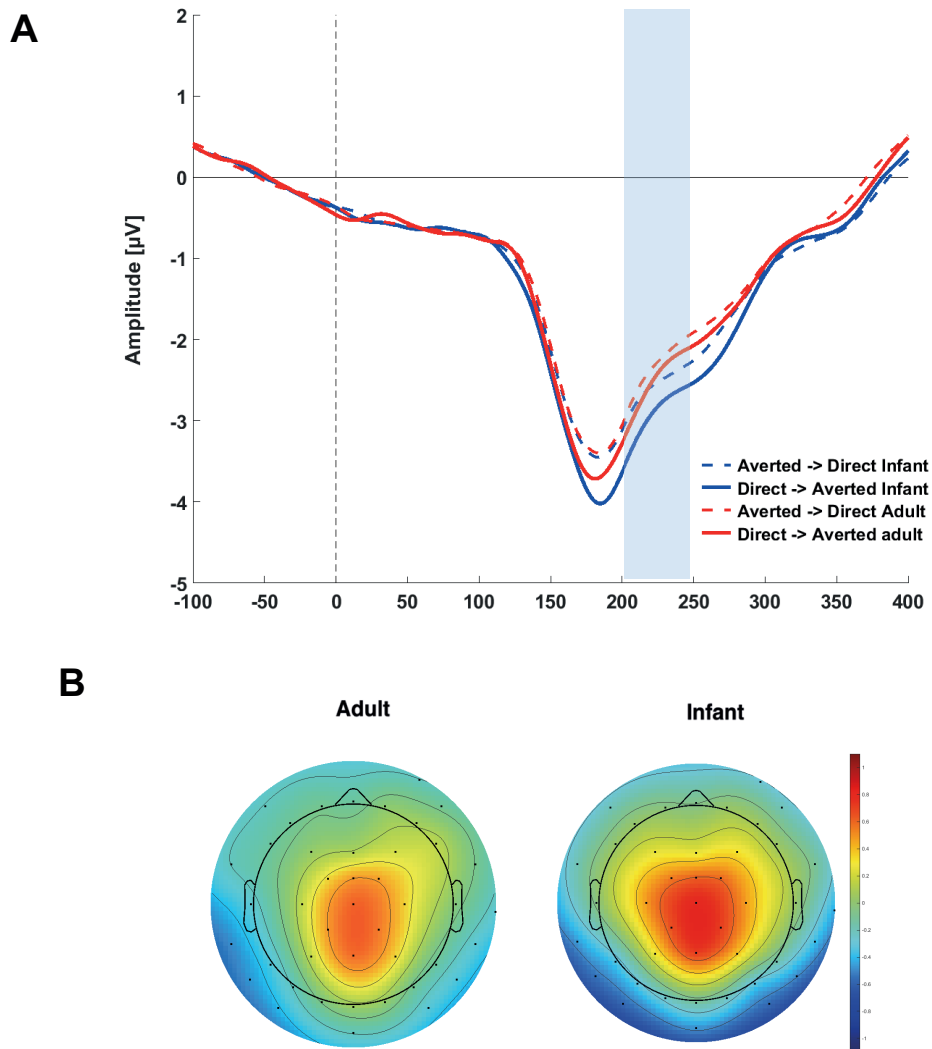 A
2
1
0
-1
-2
-3
-4
-5
Amplitude [µV]
-100 -50 0 50 100 150 200 250 300 350 400
Averted -> Direct Infant
Direct -> Averted Infant
Averted -> Direct Adult
Direct -> Averted adult
B
Adult
Infant
1
0.8
0.6
0.4
0.2
0
-0.2
-0.4
-0.6
-0.8
-1